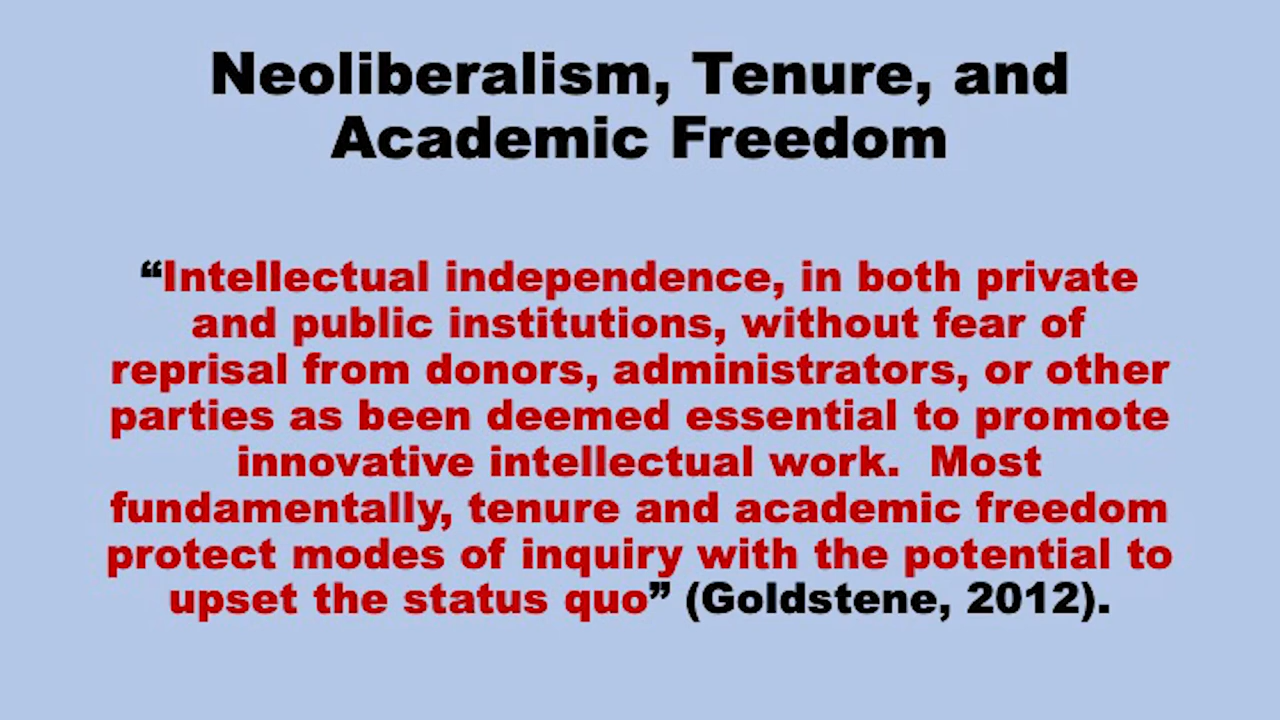 Neoliberalism, Tenure, and
Academic Freedom
“Intellectual independence, in both private
and public institutions, without fear of
reprisal from donors, administrators, or other
parties as been deemed essential to promote
innovative intellectual work.  Most
fundamentally, tenure and academic freedom
protect modes of inquiry with the potential to
upset the status quo” (Goldstene, 2012).